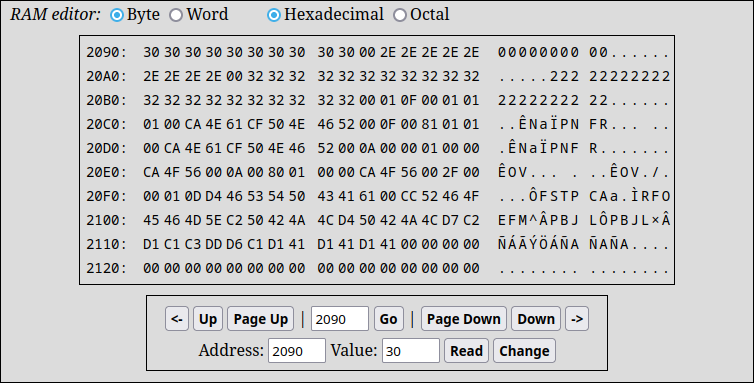 RAM editor: Byte Word Hexadecimal Octal
2090: 30 30 30 30 30 30 30 30 30 30 00 2E 2E 2E 2E 2E 00000000 00......
20A0: 2E 2E 2E 2E 00 32 32 32 32 32 32 32 32 32 32 32 .....222 22222222
20B0: 32 32 32 32 32 32 32 32 32 32 00 01 0F 00 01 01 22222222 22......
20C0: 01 00 CA 4E 61 CF 50 4E 46 52 00 0F 00 81 01 01 ..ÊNaÏPN FR... ..
20D0: 00 CA 4E 61 CF 50 4E 46 52 00 0A 00 00 01 00 00 .ÊNaÏPNF R.......
20E0: CA 4F 56 00 0A 00 80 01 00 00 CA 4F 56 00 2F 00 ÊOV... . ..ÊOV./.
20F0: 00 01 0D D4 46 53 54 50 43 41 61 00 CC 52 46 4F ...ÔFSTP CAa.ÌRFO
2100: 45 46 4D 5E C2 50 42 4A 4C D4 50 42 4A 4C D7 C2 EFM^ÂPBJ LÔPBJL×Â
2110: D1 C1 C3 DD D6 C1 D1 41 D1 41 D1 41 00 00 00 00 ÑÁÃÝÖÁÑA ÑAÑA....
2120: 00 00 00 00 00 00 00 00 00 00 00 00 00 00 00 00 ........ ........
<- Up Page Up | 2090 Go | Page Down Down ->
Address: 2090 Value: 30 Read Change